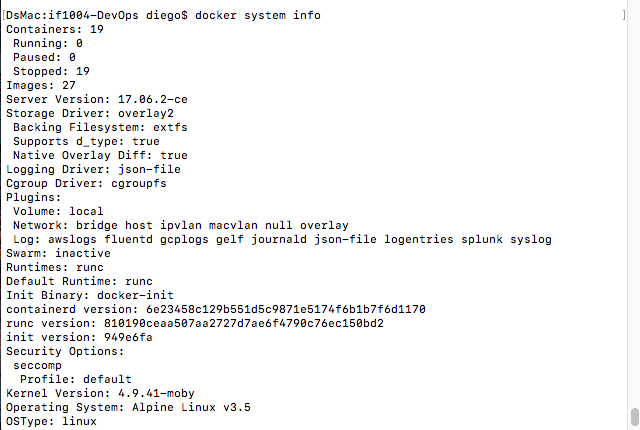 [DsMac:if1004-DevOps diego$ docker system info ]
Containers: 19
 Running: 0
 Paused: 0
 Stopped: 19
Images: 27
Server Version: 17.06.2-ce
Storage Driver: overlay2
 Backing Filesystem: extfs
 Supports d_type: true
 Native Overlay Diff: true
Logging Driver: json-file
Cgroup Driver: cgroupfs
Plugins:
 Volume: local
 Network: bridge host ipvlan macvlan null overlay
 Log: awslogs fluentd gcplogs gelf journald json-file logentries splunk syslog
Swarm: inactive
Runtimes: runc
Default Runtime: runc
Init Binary: docker-init
containerd version: 6e23458c129b551d5c9871e5174f6b1b7f6d1170
runc version: 810190ceaa507aa2727d7ae6f4790c76ec150bd2
init version: 949e6fa
Security Options:
 seccomp
  Profile: default
Kernel Version: 4.9.41-moby
Operating System: Alpine Linux v3.5
OSType: linux